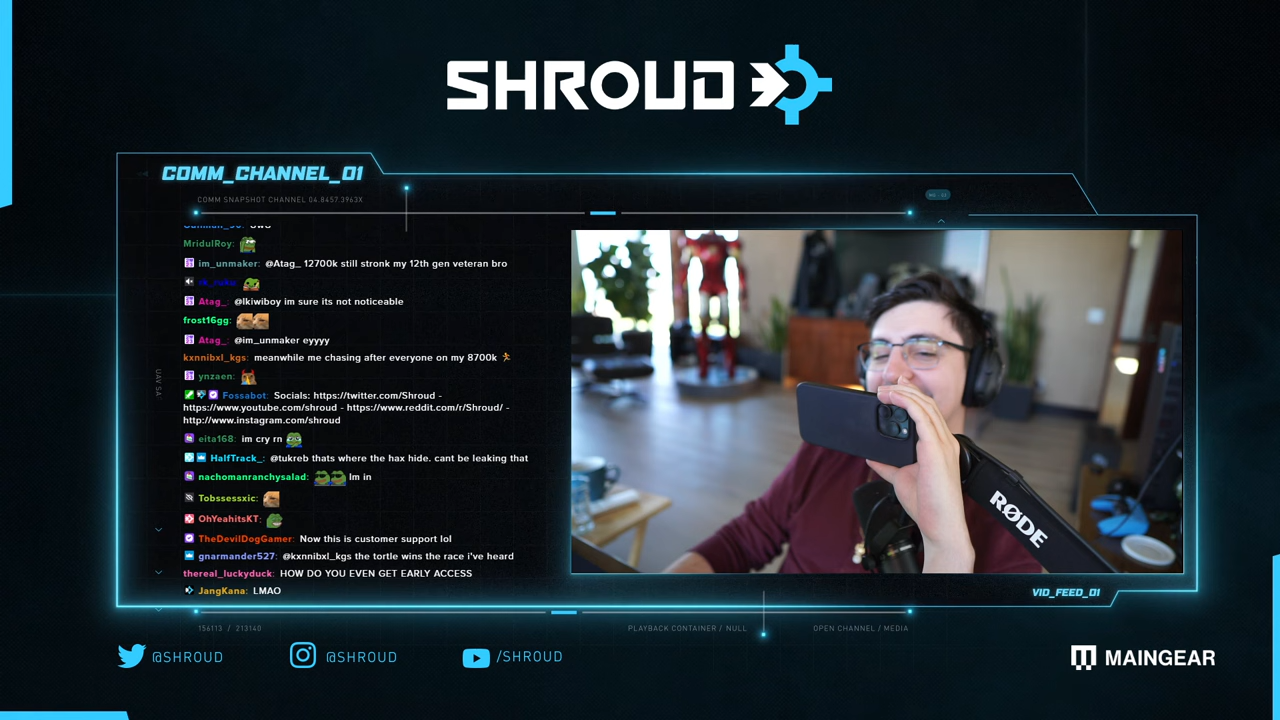 SHROUD
COMM_CHANNEL_01
COMM SNAPSHOT CHANNEL 04.8457.3963X
MridulRoy:
im_unmaker: @Atag_ 12700k still stronk my 12th gen veteran bro
Atag_: @lkiwiboy im sure its not noticeable
frost16gg:
Atag_: @im_unmaker eyyyy
kxnnibxl_kgs: meanwhile me chasing after everyone on my 8700k
ynzaen:
Fossabot: Socials: https://twitter.com/Shroud -
https://www.youtube.com/shroud - https://www.reddit.com/r/Shroud/ -
http://www.instagram.com/shroud
eita168: im cry rn
HalfTrack_: @tukreb thats where the hax hide. cant be leaking that
nachomanranchysalad: Im in
Tobssessxic:
OhYeahitsKT:
TheDevilDogGamer: Now this is customer support lol
gnarmander527: @kxnnibxl_kgs the tortle wins the race i've heard
thereal_luckyduck: HOW DO YOU EVEN GET EARLY ACCESS
JangKana: LMAO
RØDE
VID_FEED_01
156113 / 213140
PLAYBACK CONTAINER / NULL
OPEN CHANNEL / MEDIA
@SHROUD
@SHROUD
/SHROUD
MAINGEAR